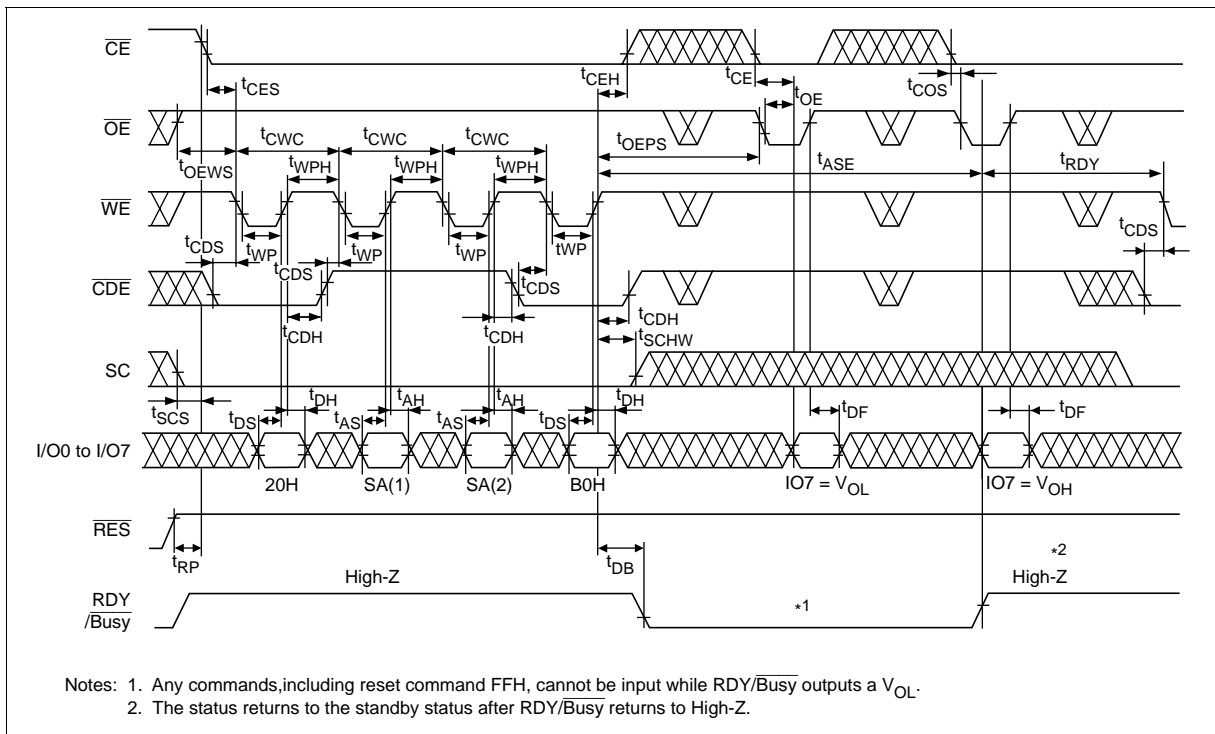 CE
tCES
tCEH
tCE
tOE
tCOS
OE
tOEWS
tCWC
tCWC
tCWC
tWPH
tWPH
tWPH
tOEPS
tASE
tRDY
WE
tCDS
tWP
tCDS
tWP
tWP
tWP
tCDS
tCDS
CDE
tCDH
tCDH
tCDH
tSCHW
SC
tSCS
tDS
tDH
tAS
tAH
tAS
tAH
tDS
tDH
tDF
tDF
I/O0 to I/O7
20H
SA(1)
SA(2)
B0H
IO7 = VOL
IO7 = VOH
RES
tRP
tDB
*2
High-Z
High-Z
RDY
/Busy
*1
Notes: 1. Any commands,including reset command FFH, cannot be input while RDY/Busy outputs a VOL.
2. The status returns to the standby status after RDY/Busy returns to High-Z.